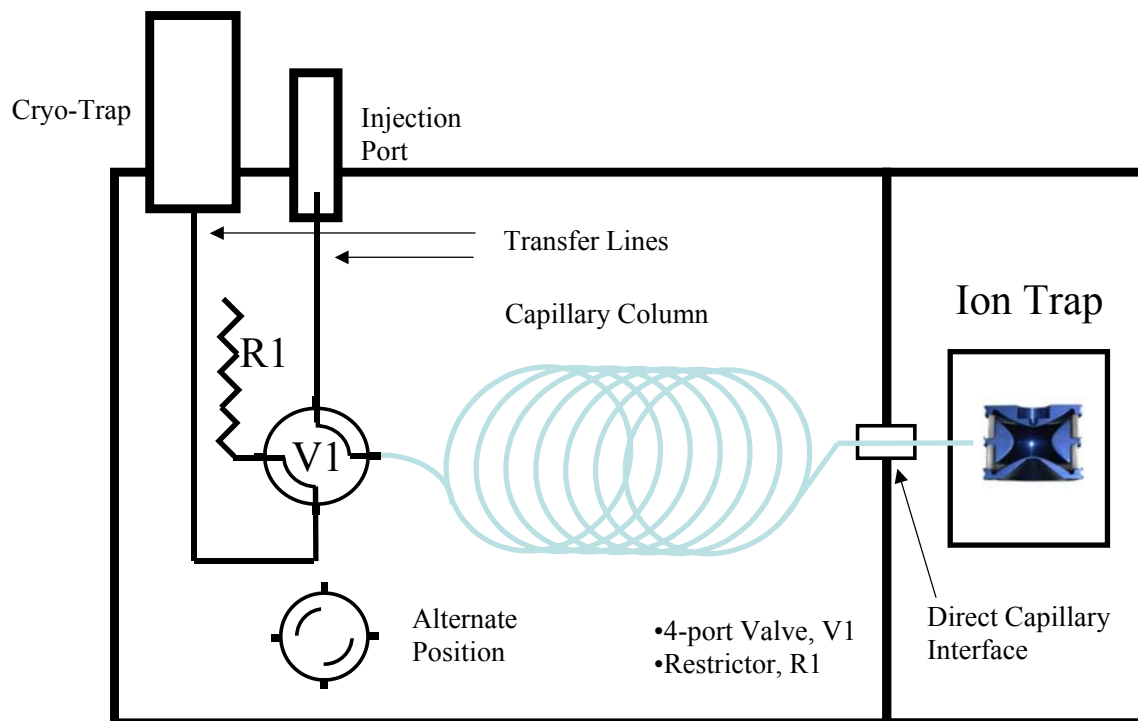 Cryo-Trap
Injection
Port
Transfer Lines
Capillary Column
Ion Trap
R1
V1
Alternate
Position
•4-port Valve, V1
•Restrictor, R1
Direct Capillary
Interface